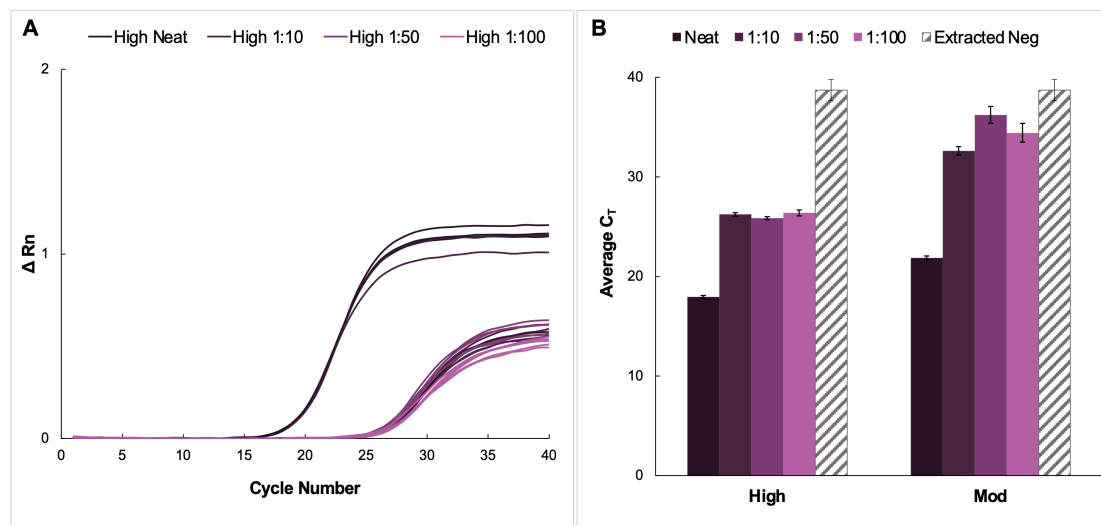 A
High Neat High 1:10 High 1:50 High 1:100
2
1
0
Δ Rn
0 5 10 15 20 25 30 35 40
Cycle Number
B
Neat 1:10 1:50 1:100 Extracted Neg
40
30
20
10
0
Average CT
High Mod